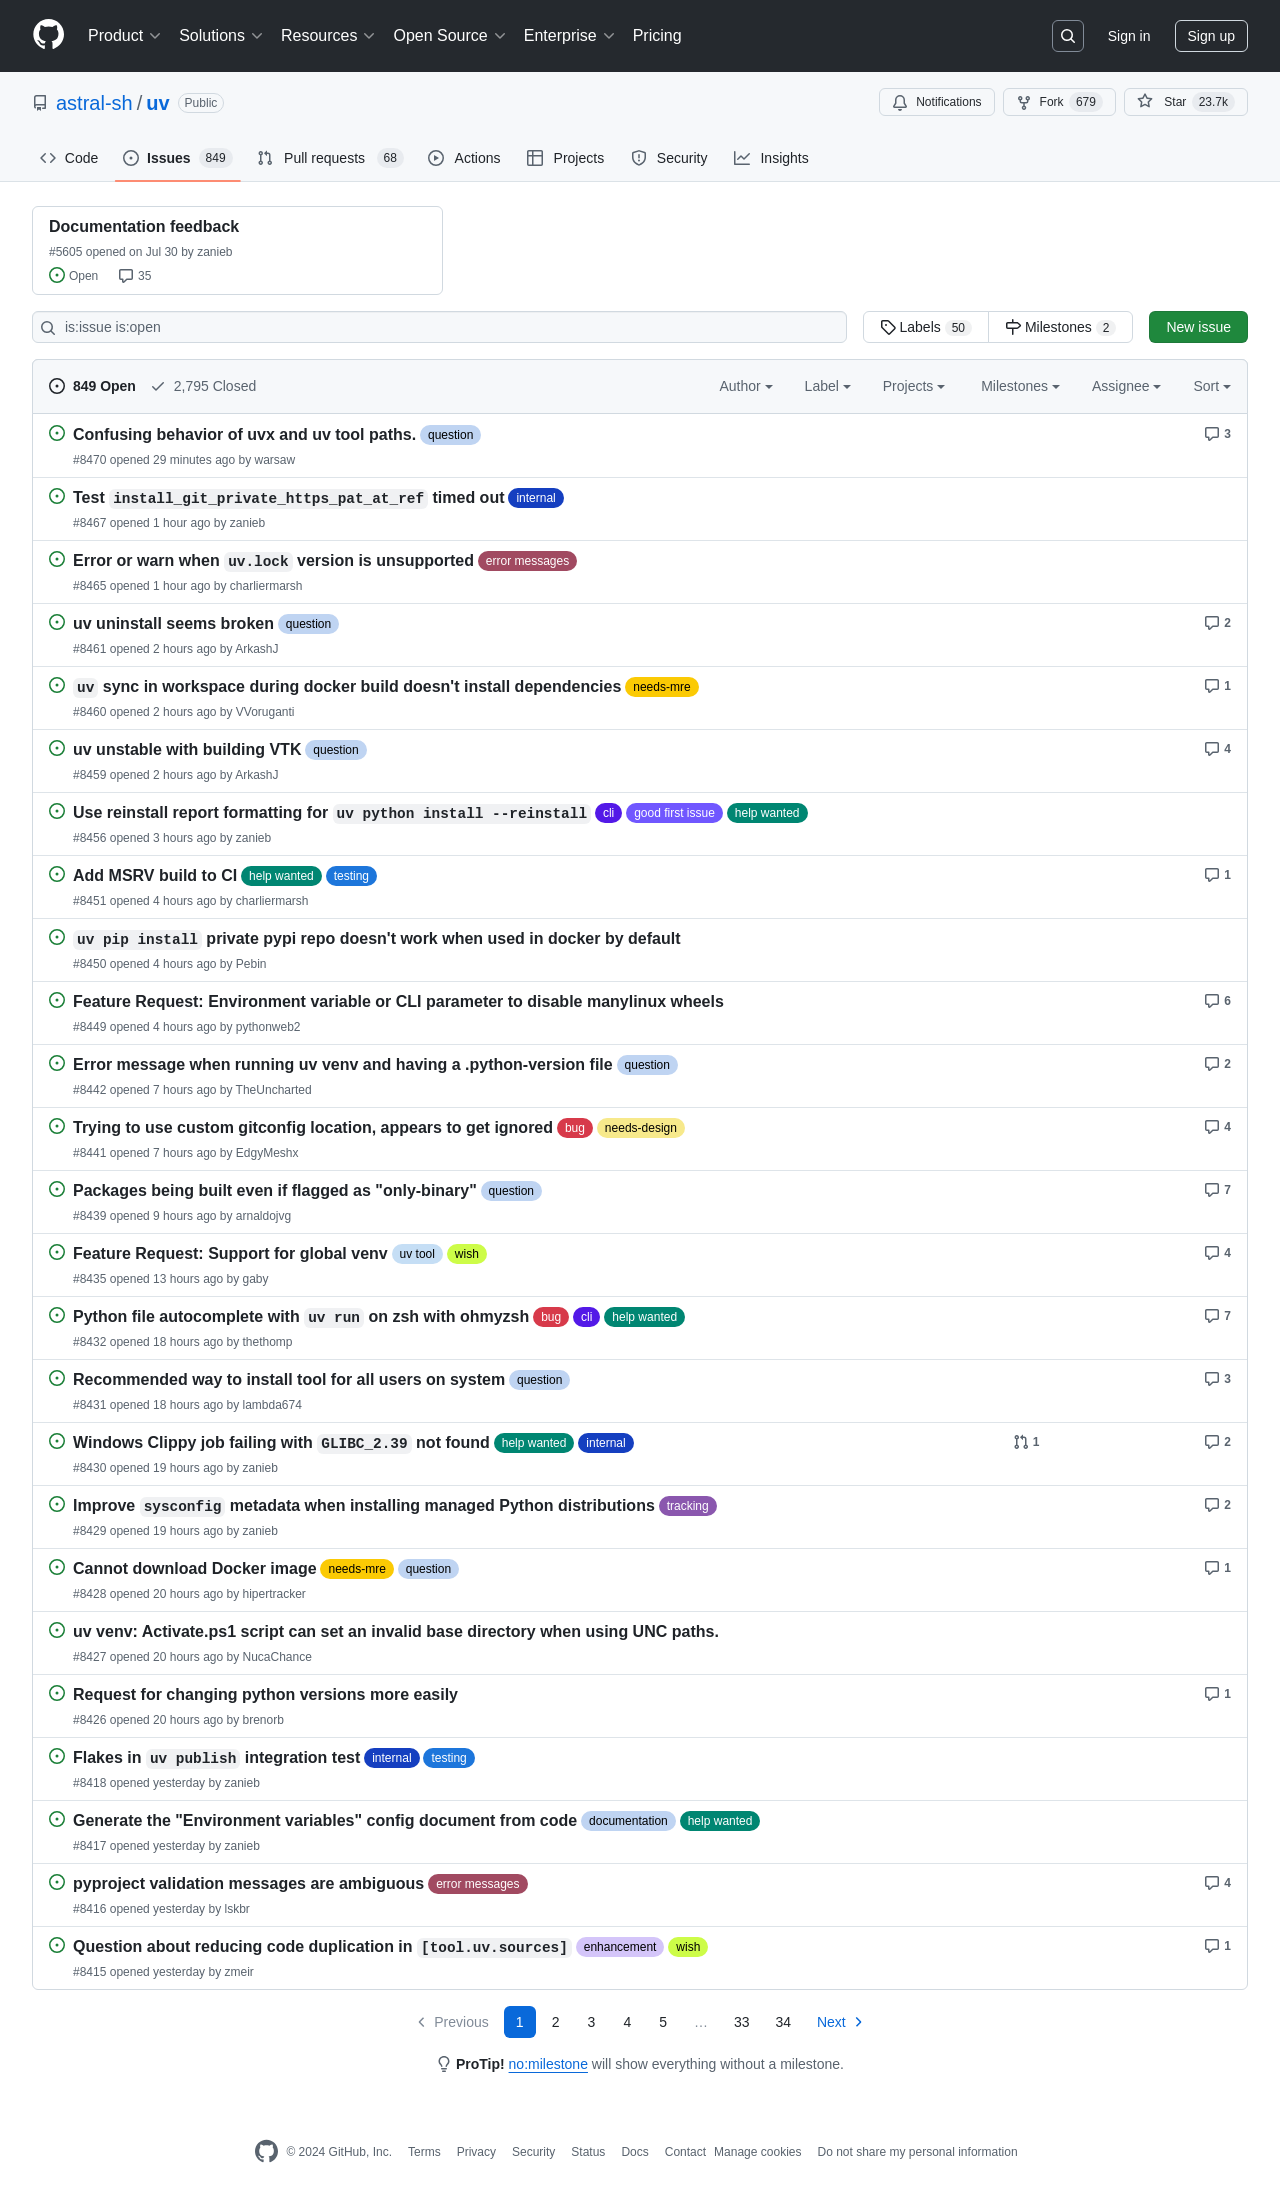 Product Solutions Resources Open Source Enterprise Pricing Sign in Sign up
astral-sh / uv Public Notifications Fork 679 Star 23.7k
Code Issues 849 Pull requests 68 Actions Projects Security Insights
Documentation feedback
#5605 opened on Jul 30 by zanieb
Open 35
is:issue is:open Labels 50 Milestones 2 New issue
849 Open 2,795 Closed Author Label Projects Milestones Assignee Sort
Confusing behavior of uvx and uv tool paths. question 3
#8470 opened 29 minutes ago by warsaw
Test install_git_private_https_pat_at_ref timed out internal
#8467 opened 1 hour ago by zanieb
Error or warn when uv.lock version is unsupported error messages
#8465 opened 1 hour ago by charliermarsh
uv uninstall seems broken question 2
#8461 opened 2 hours ago by ArkashJ
uv sync in workspace during docker build doesn't install dependencies needs-mre 1
#8460 opened 2 hours ago by VVoruganti
uv unstable with building VTK question 4
#8459 opened 2 hours ago by ArkashJ
Use reinstall report formatting for uv python install --reinstall cli good first issue help wanted
#8456 opened 3 hours ago by zanieb
Add MSRV build to CI help wanted testing 1
#8451 opened 4 hours ago by charliermarsh
uv pip install private pypi repo doesn't work when used in docker by default
#8450 opened 4 hours ago by Pebin
Feature Request: Environment variable or CLI parameter to disable manylinux wheels 6
#8449 opened 4 hours ago by pythonweb2
Error message when running uv venv and having a .python-version file question 2
#8442 opened 7 hours ago by TheUncharted
Trying to use custom gitconfig location, appears to get ignored bug needs-design 4
#8441 opened 7 hours ago by EdgyMeshx
Packages being built even if flagged as "only-binary" question 7
#8439 opened 9 hours ago by arnaldojvg
Feature Request: Support for global venv uv tool wish 4
#8435 opened 13 hours ago by gaby
Python file autocomplete with uv run on zsh with ohmyzsh bug cli help wanted 7
#8432 opened 18 hours ago by thethomp
Recommended way to install tool for all users on system question 3
#8431 opened 18 hours ago by lambda674
Windows Clippy job failing with GLIBC_2.39 not found help wanted internal 1 2
#8430 opened 19 hours ago by zanieb
Improve sysconfig metadata when installing managed Python distributions tracking 2
#8429 opened 19 hours ago by zanieb
Cannot download Docker image needs-mre question 1
#8428 opened 20 hours ago by hipertracker
uv venv: Activate.ps1 script can set an invalid base directory when using UNC paths.
#8427 opened 20 hours ago by NucaChance
Request for changing python versions more easily 1
#8426 opened 20 hours ago by brenorb
Flakes in uv publish integration test internal testing
#8418 opened yesterday by zanieb
Generate the "Environment variables" config document from code documentation help wanted
#8417 opened yesterday by zanieb
pyproject validation messages are ambiguous error messages 4
#8416 opened yesterday by lskbr
Question about reducing code duplication in [tool.uv.sources] enhancement wish 1
#8415 opened yesterday by zmeir
Previous 1 2 3 4 5 … 33 34 Next
ProTip! no:milestone will show everything without a milestone.
© 2024 GitHub, Inc. Terms Privacy Security Status Docs Contact Manage cookies Do not share my personal information